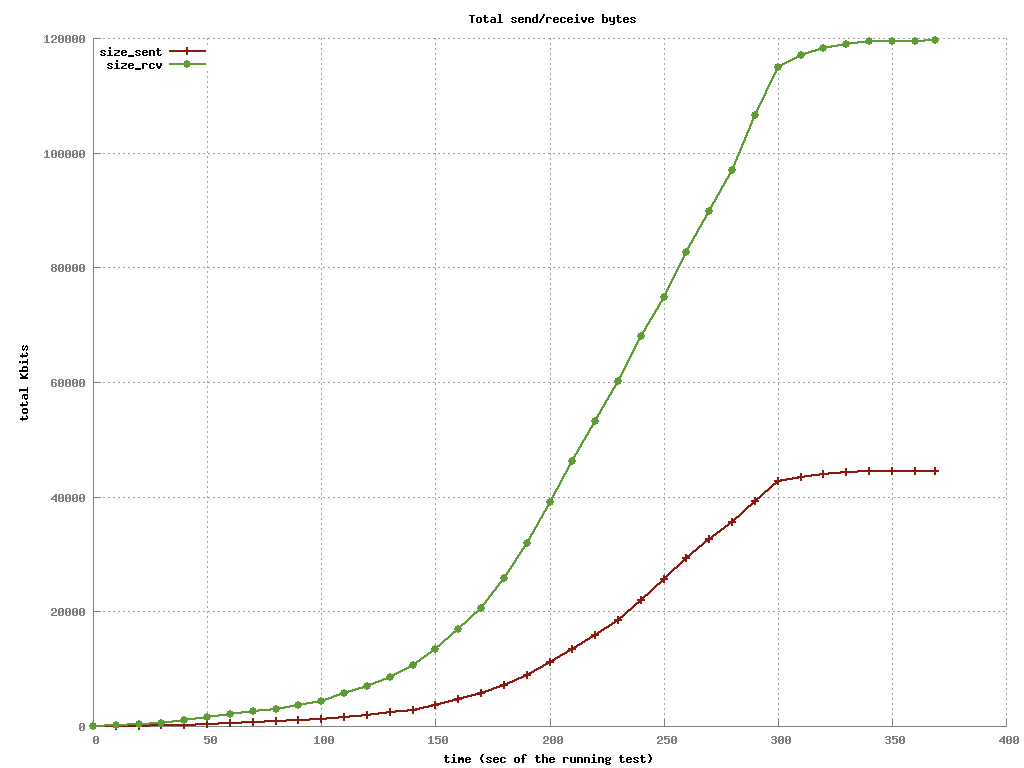 Total send/receive bytes
size_sent
size_rcv
120000
100000
80000
60000
40000
20000
0
total Kbits
0 50 100 150 200 250 300 350 400
time (sec of the running test)